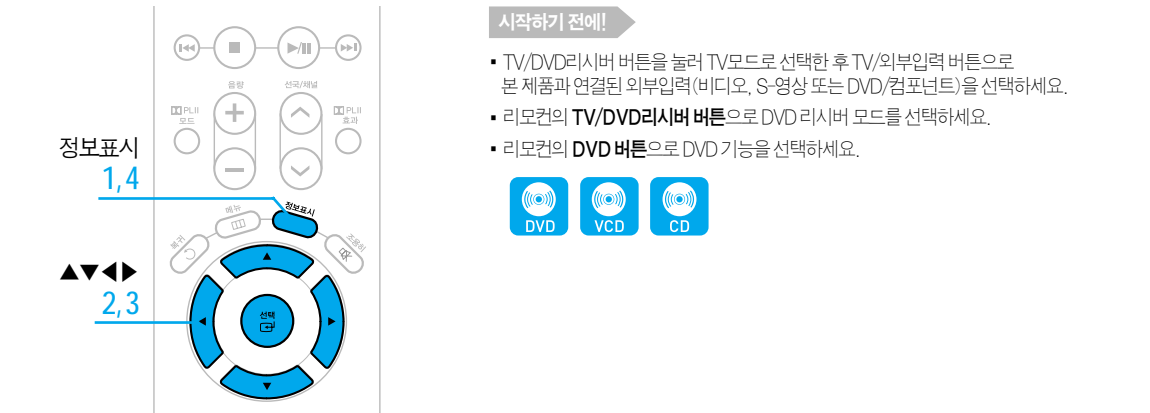 음량
선국/채널
PLII
모드
PLII
효과
정보표시
1, 4
메뉴
정보표시
복귀
조용히
▲▼◀▶
2, 3
선택
시작하기 전에!
▪ TV/DVD리시버 버튼을 눌러 TV모드로 선택한 후 TV/외부입력 버튼으로
본 제품과 연결된 외부입력(비디오, S-영상 또는 DVD/컴포넌트)을 선택하세요.
▪ 리모컨의 TV/DVD리시버 버튼으로 DVD 리시버 모드를 선택하세요.
▪ 리모컨의 DVD 버튼으로 DVD 기능을 선택하세요.
DVD
VCD
CD